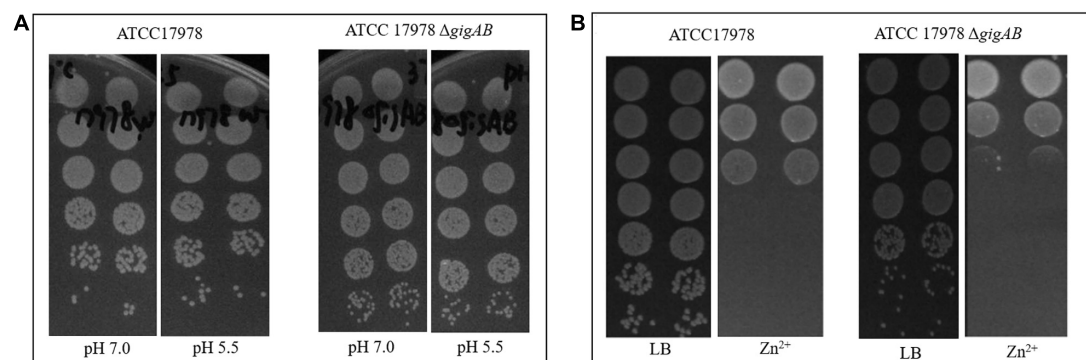 A
ATCC17978
ATCC 17978 ΔgigAB
pH 7.0
pH 5.5
pH 7.0
pH 5.5
B
ATCC17978
ATCC 17978 ΔgigAB
LB
Zn²⁺
LB
Zn²⁺